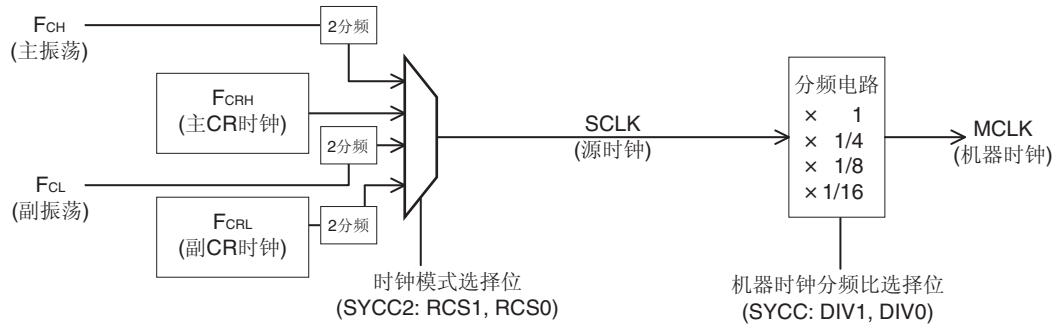 FCH
(主振荡)
2分频
FCRH
(主CR时钟)
2分频
FCL
(副振荡)
FCRL
(副CR时钟)
2分频
SCLK
(源时钟)
分频电路
× 1
× 1/4
× 1/8
× 1/16
MCLK
(机器时钟)
时钟模式选择位
(SYCC2: RCS1, RCS0)
机器时钟分频比选择位
(SYCC: DIV1, DIV0)